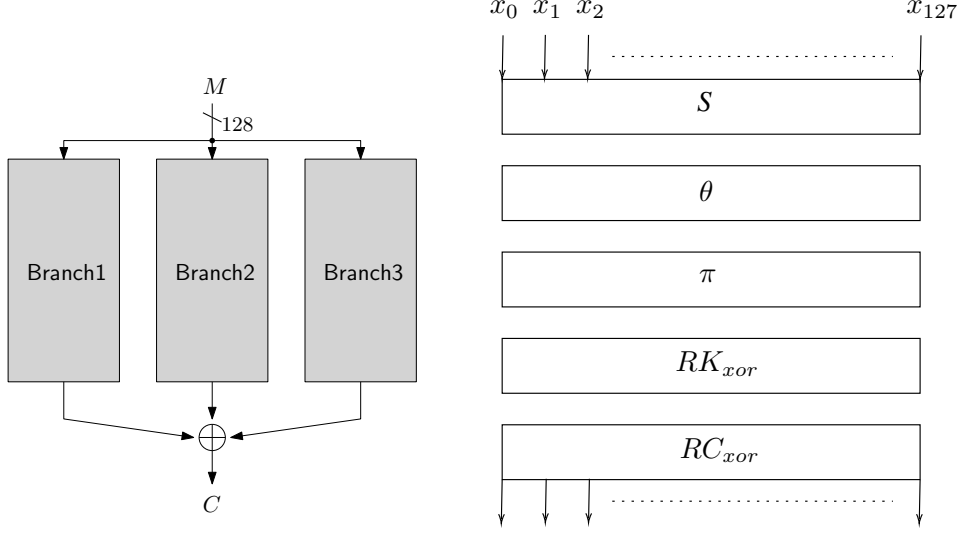 M
128
Branch1 Branch2 Branch3
C
x₀ x₁ x₂ x₁₂₇
S
θ
π
RKₓₒᵣ
RCₓₒᵣ